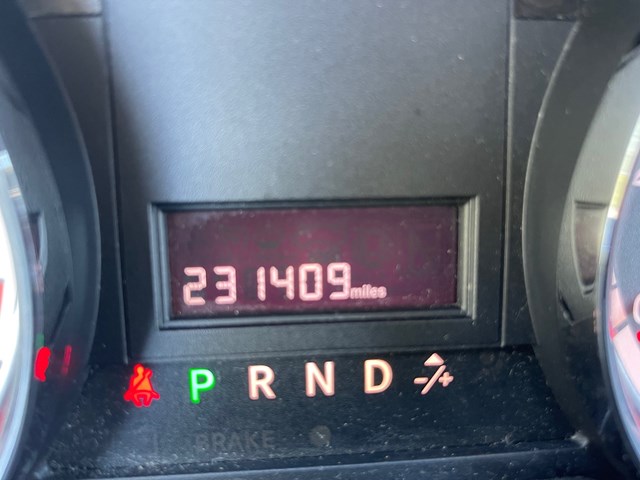 231409miles
P R N D -/+
BRAKE